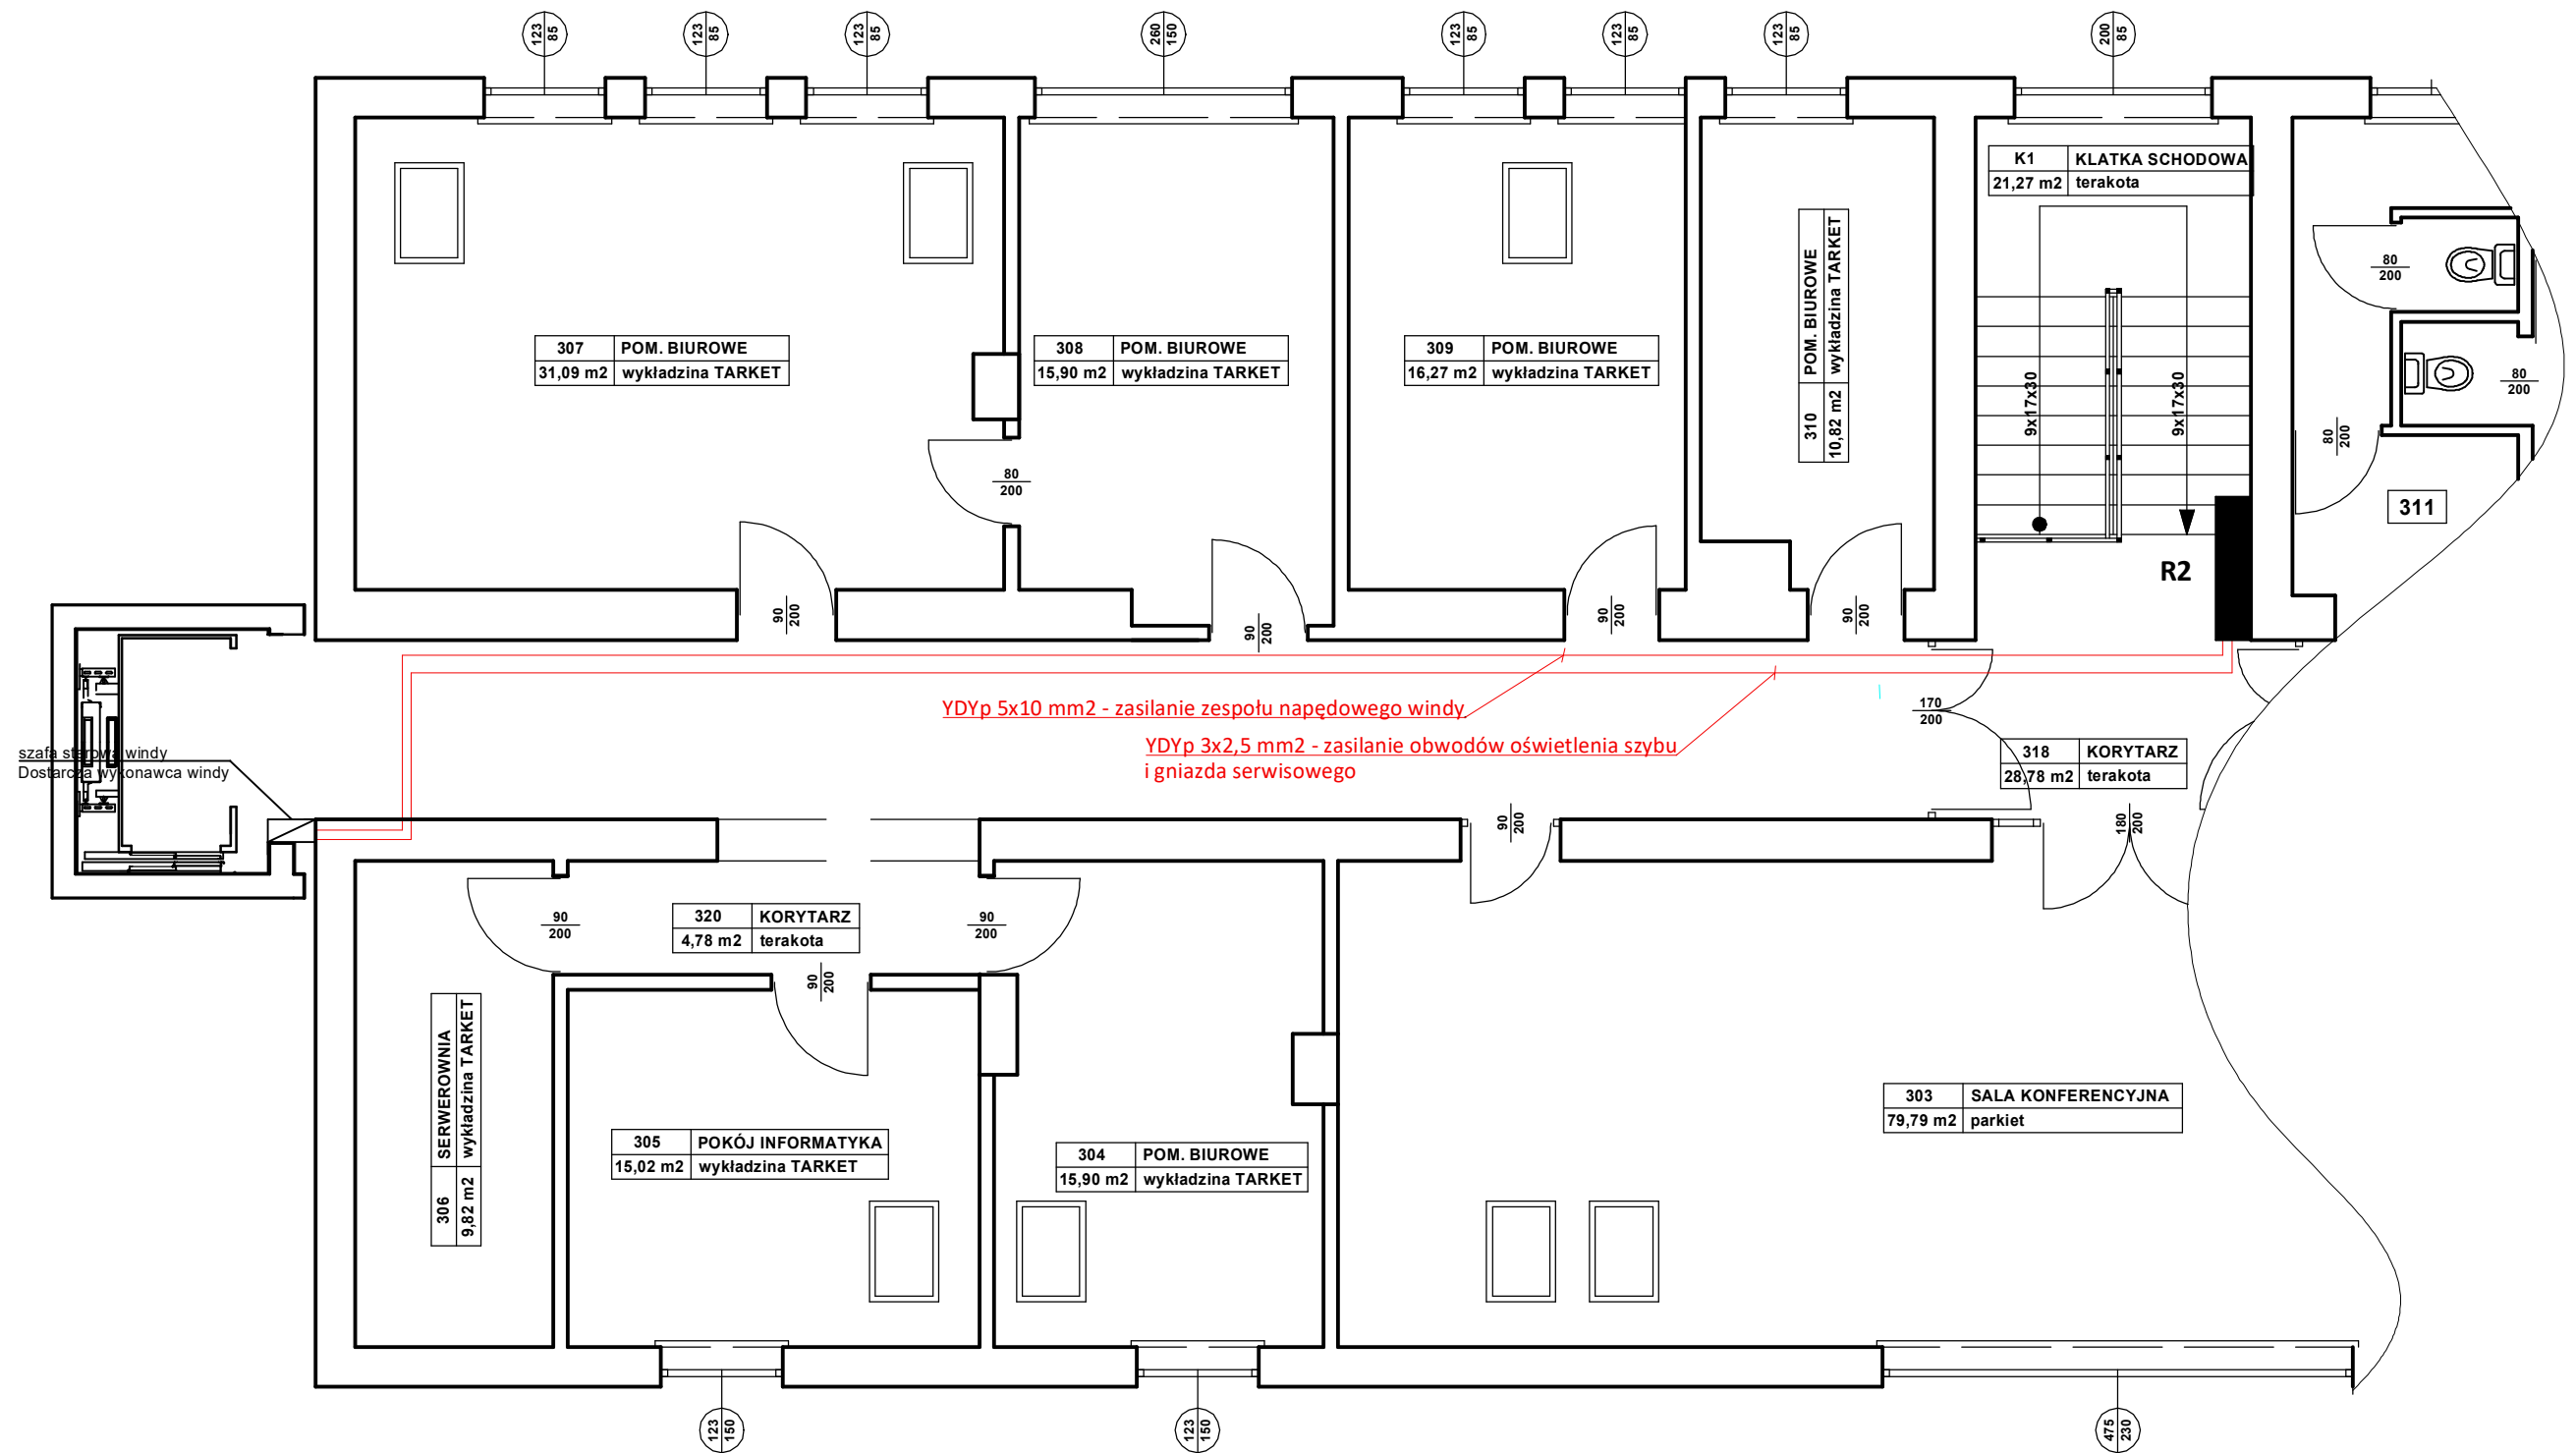 123
85
123
85
123
85
260
150
123
85
123
85
123
85
200
85
K1 KLATKA SCHODOWA
21,27 m2 terakota
307 POM. BIUROWE
31,09 m2 wykładzina TARKET
308 POM. BIUROWE
15,90 m2 wykładzina TARKET
309 POM. BIUROWE
16,27 m2 wykładzina TARKET
310 POM. BIUROWE
10,82 m2 wykładzina TARKET
9x17x30
9x17x30
80
200
80
200
80
200
80
200
311
R2
90
200
90
200
90
200
90
200
YDYp 5x10 mm2 - zasilanie zespołu napędowego windy
YDYp 3x2,5 mm2 - zasilanie obwodów oświetlenia szybu
i gniazda serwisowego
170
200
szafa sterowa windy
Dostarcza wykonawca windy
318 KORYTARZ
28,78 m2 terakota
90
200
180
200
90
200
320 KORYTARZ
4,78 m2 terakota
90
200
90
200
306 SERWEROWNIA
9,82 m2 wykładzina TARKET
305 POKÓJ INFORMATYKA
15,02 m2 wykładzina TARKET
304 POM. BIUROWE
15,90 m2 wykładzina TARKET
303 SALA KONFERENCYJNA
79,79 m2 parkiet
123
150
123
150
475
230